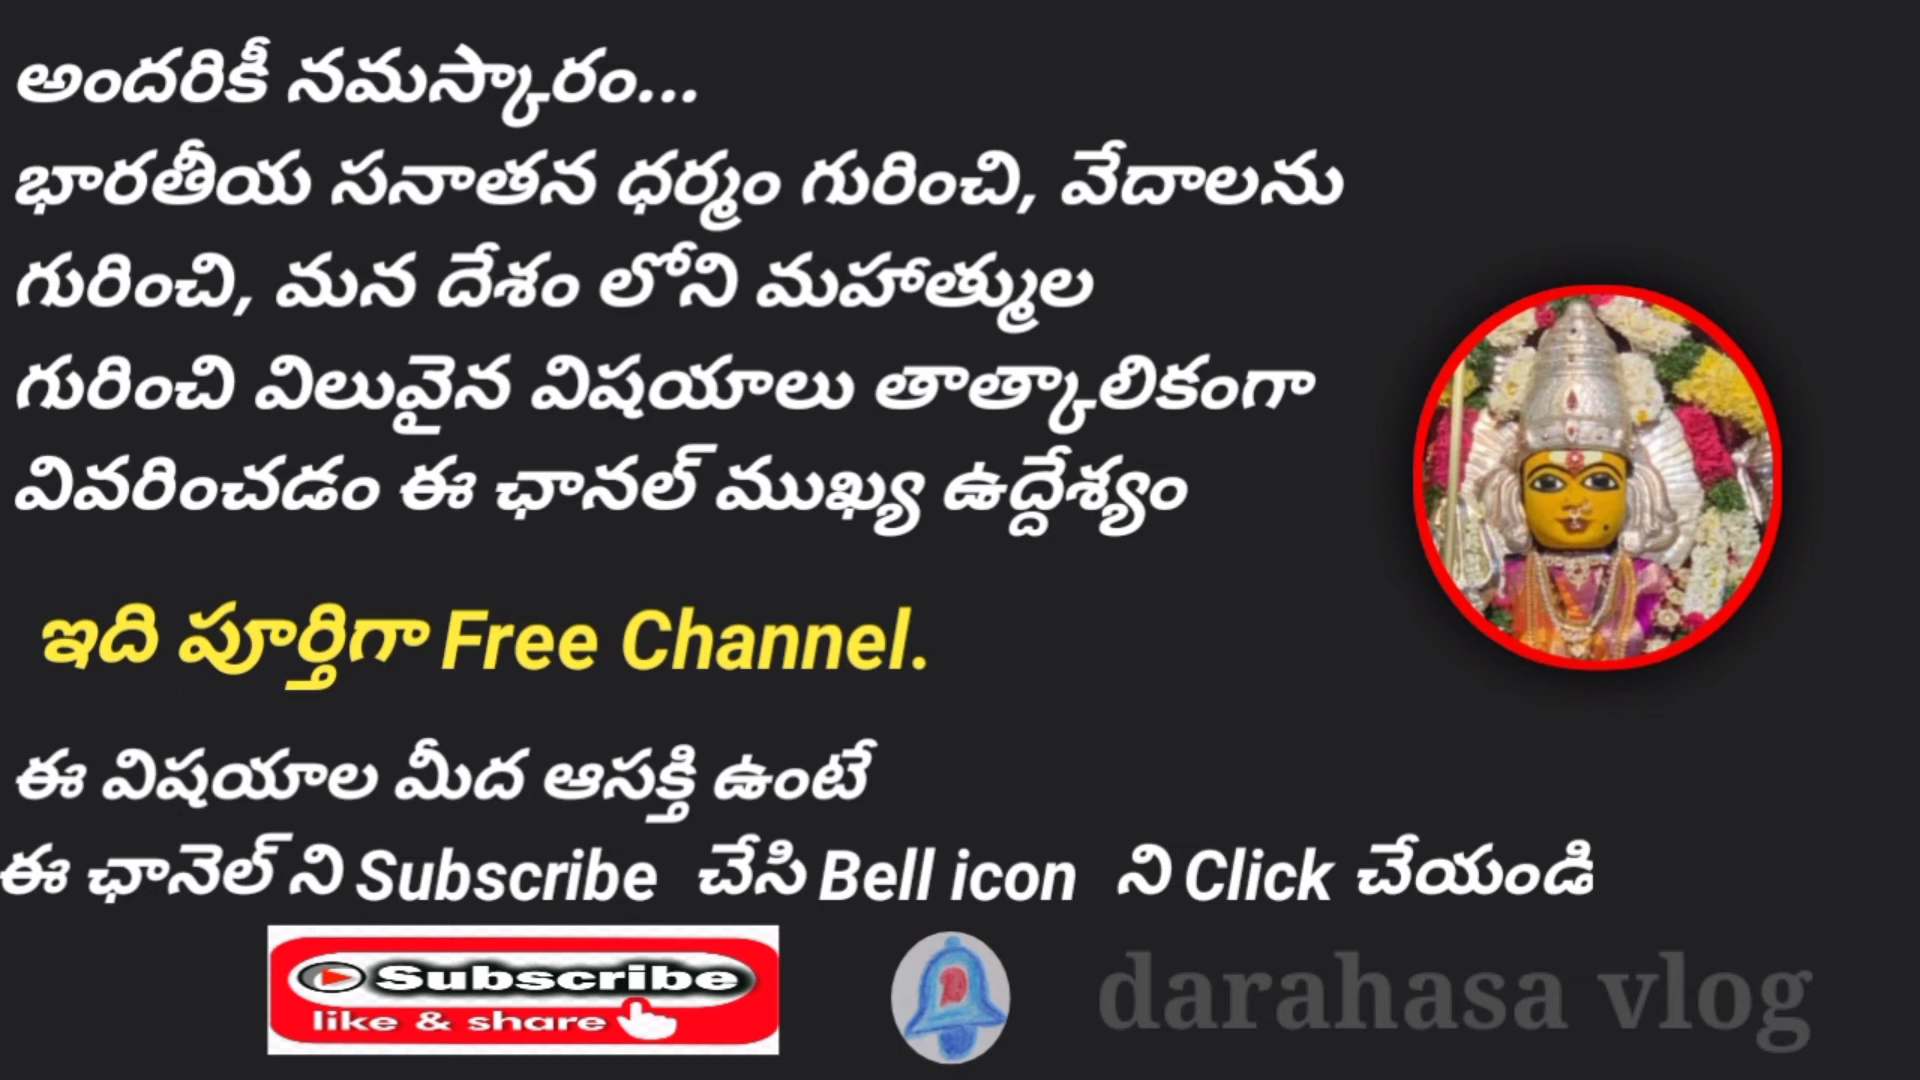 అందరికీ నమస్కారం...
భారతీయ సనాతన ధర్మం గురించి, వేదాలను
గురించి, మన దేశం లోని మహాత్ముల
గురించి విలువైన విషయాలు తాత్కాలికంగా
వివరించడం ఈ ఛానల్ ముఖ్య ఉద్దేశ్యం
ఇది పూర్తిగా Free Channel.
ఈ విషయాల మీద ఆసక్తి ఉంటే
ఈ ఛానెల్ ని Subscribe చేసి Bell icon ని Click చేయండి
Subscribe
like & share
darahasa vlog